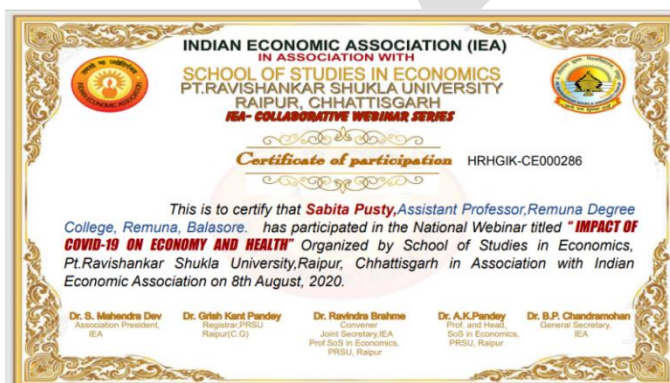 INDIAN ECONOMIC ASSOCIATION (IEA)
IN ASSOCIATION WITH
SCHOOL OF STUDIES IN ECONOMICS
PT.RAVISHANKAR SHUKLA UNIVERSITY
RAIPUR, CHHATTISGARH
IEA- COLLABORATIVE WEBINAR SERIES
Certificate of participation HRHGIK-CE000286
This is to certify that Sabita Pusty,Assistant Professor,Remuna Degree
College, Remuna, Balasore. has participated in the National Webinar titled " IMPACT OF
COVID-19 ON ECONOMY AND HEALTH" Organized by School of Studies in Economics,
Pt.Ravishankar Shukla University,Raipur, Chhattisgarh in Association with Indian
Economic Association on 8th August, 2020.
Dr. S. Mahendra Dev
Association President,
IEA
Dr. Grish Kant Pandey
Registrar,PRSU
Raipur(C.G)
Dr. Ravindra Brahme
Convener
Joint Secretary,IEA
Prof.SoS in Economics,
PRSU, Raipur
Dr. A.K.Pandey
Prof. and Head,
SoS in Economics,
PRSU, Raipur
Dr. B.P. Chandramohan
General Secretary,
IEA